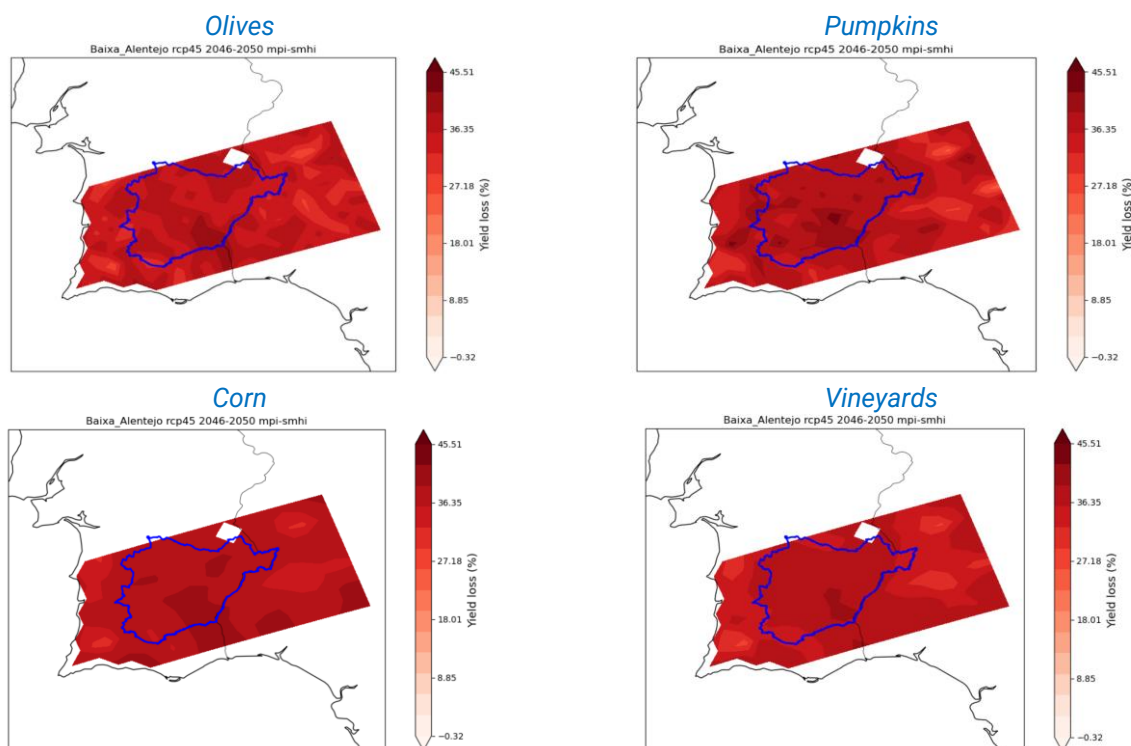 Olives
Baixa_Alentejo rcp45 2046-2050 mpi-smhi
45.51
36.35
27.18
18.01
8.85
−0.32
Yield loss (%)
Pumpkins
Baixa_Alentejo rcp45 2046-2050 mpi-smhi
45.51
36.35
27.18
18.01
8.85
−0.32
Yield loss (%)
Corn
Baixa_Alentejo rcp45 2046-2050 mpi-smhi
45.51
36.35
27.18
18.01
8.85
−0.32
Yield loss (%)
Vineyards
Baixa_Alentejo rcp45 2046-2050 mpi-smhi
45.51
36.35
27.18
18.01
8.85
−0.32
Yield loss (%)